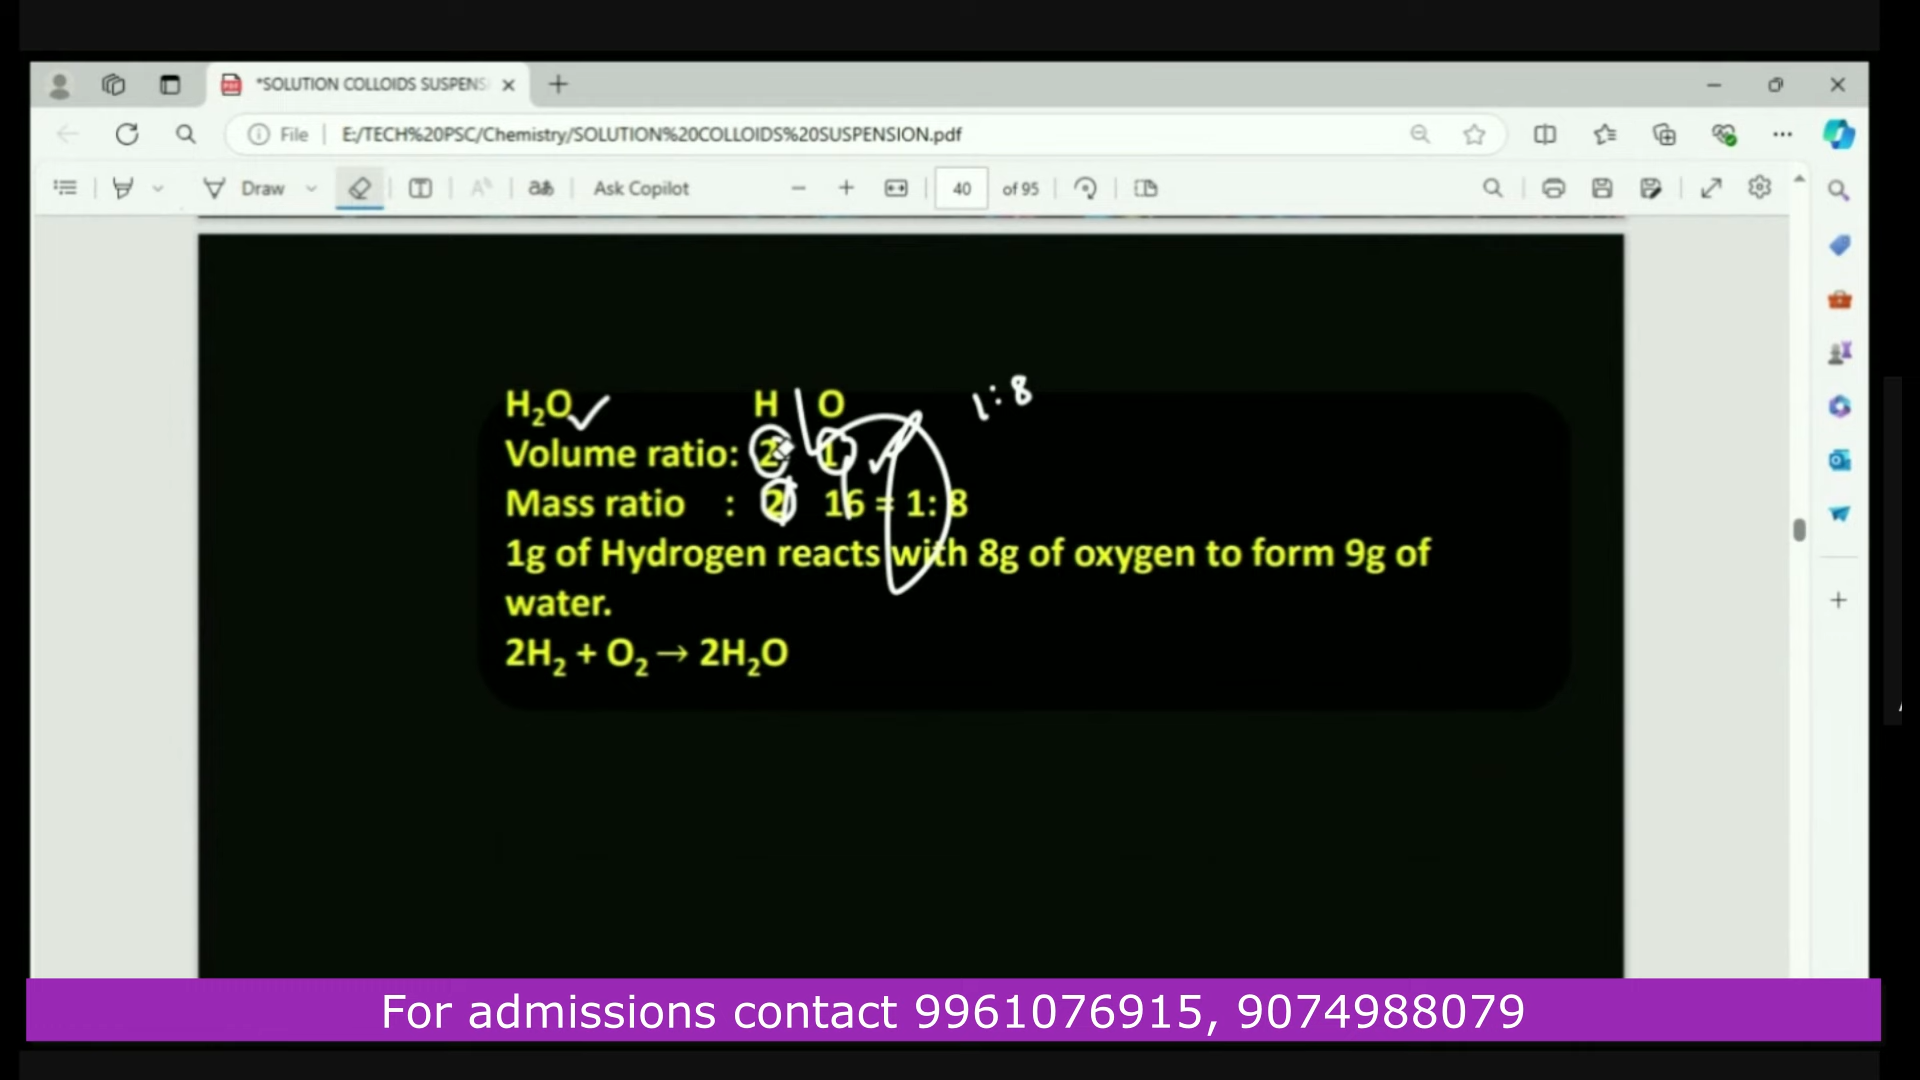 *SOLUTION COLLOIDS SUSPENS
File E:/TECH%20PSC/Chemistry/SOLUTION%20COLLOIDS%20SUSPENSION.pdf
Draw Ask Copilot 40 of 95
1:8
H₂O H O
Volume ratio: 2 1
Mass ratio : 2 16 = 1: 8
1g of Hydrogen reacts with 8g of oxygen to form 9g of
water.
2H₂ + O₂ → 2H₂O
For admissions contact 9961076915, 9074988079